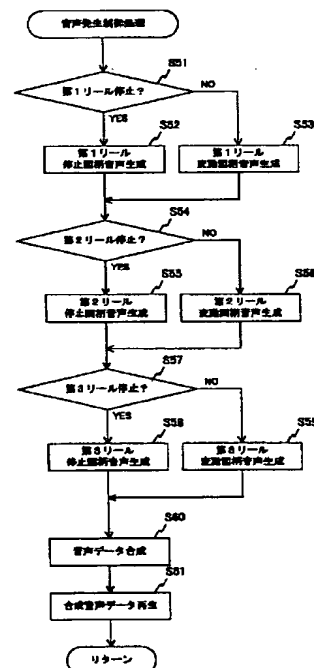 音声発生制御処理
S51
第1リール停止?
NO
YES
S52
S53
第1リール
停止図柄音声生成
第1リール
変動図柄音声生成
S54
第2リール停止?
NO
YES
S55
S56
第2リール
停止図柄音声生成
第2リール
変動図柄音声生成
S57
第3リール停止?
NO
YES
S58
S59
第3リール
停止図柄音声生成
第3リール
変動図柄音声生成
S60
音声データ合成
S61
合成音声データ再生
リターン